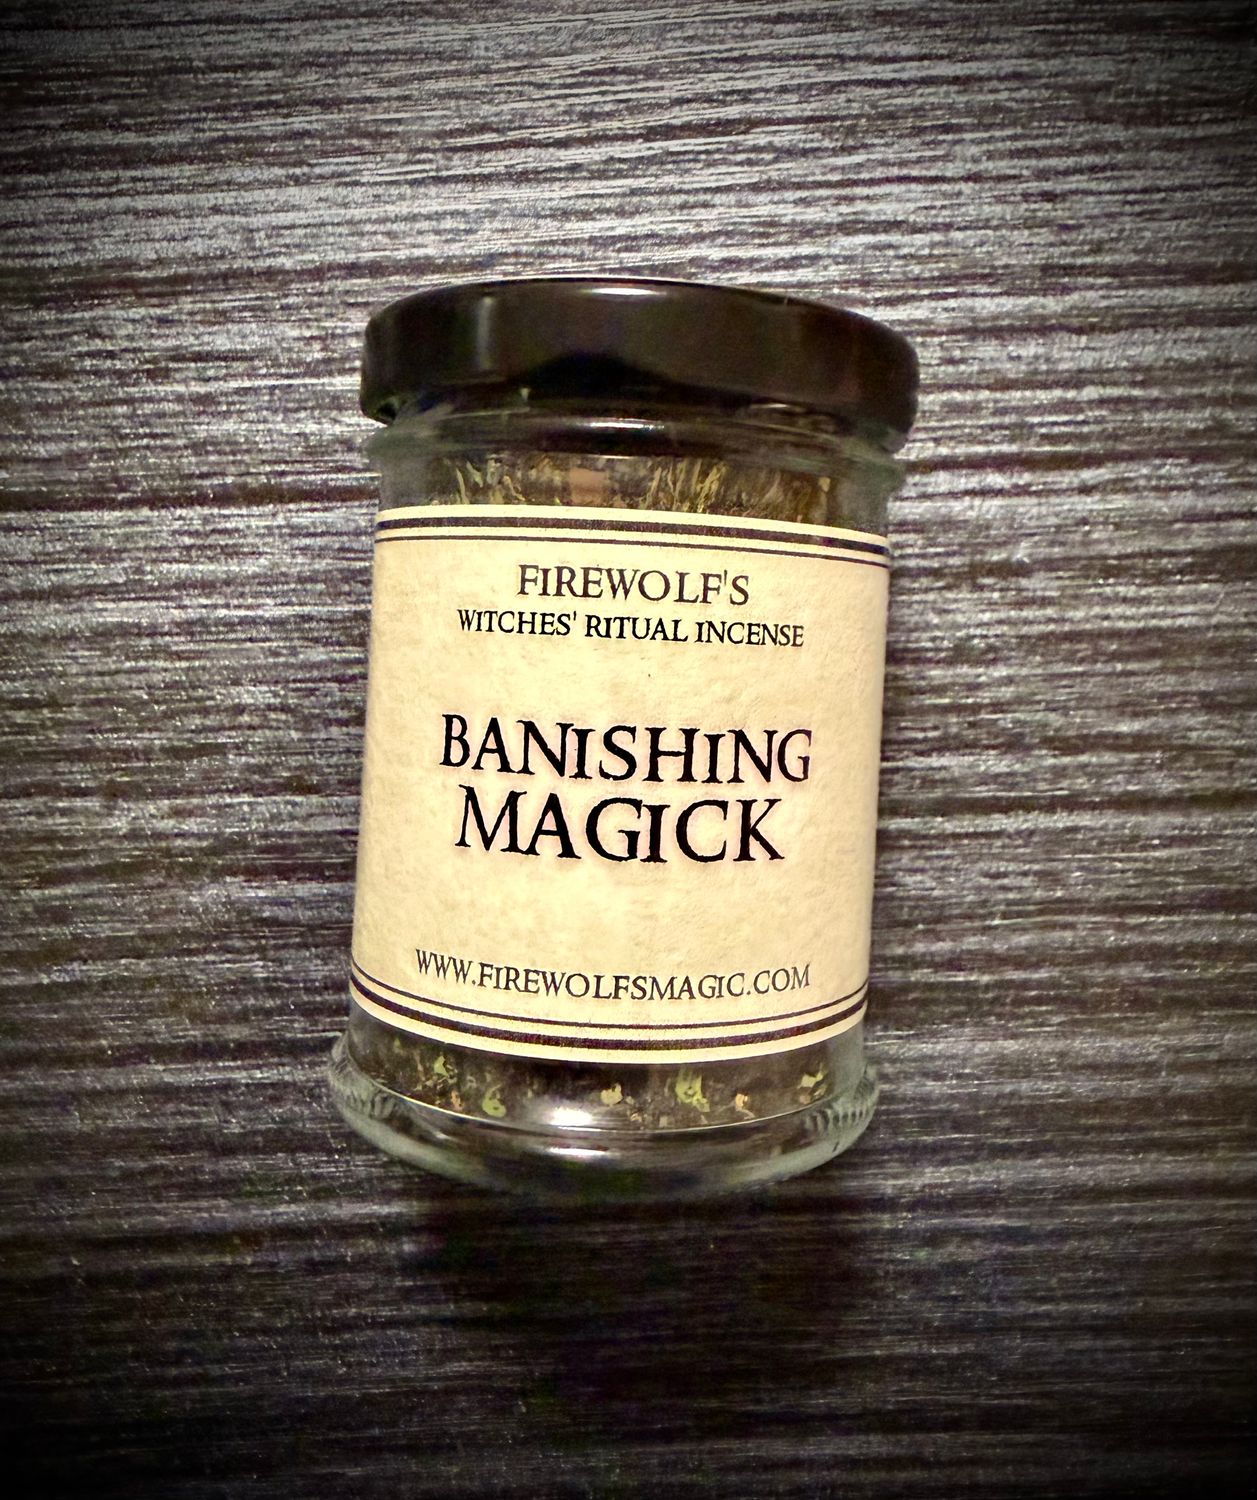 FIREWOLF'S
WITCHES' RITUAL INCENSE
BANISHING
MAGICK
WWW.FIREWOLFSMAGIC.COM